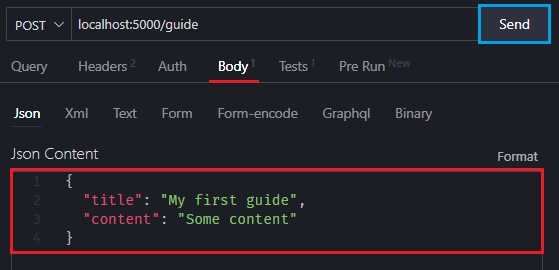 POST localhost:5000/guide Send
Query Headers 2 Auth Body 1 Tests 1 Pre Run New
Json Xml Text Form Form-encode Graphql Binary
Json Content Format
1 {
2 "title": "My first guide",
3 "content": "Some content"
4 }